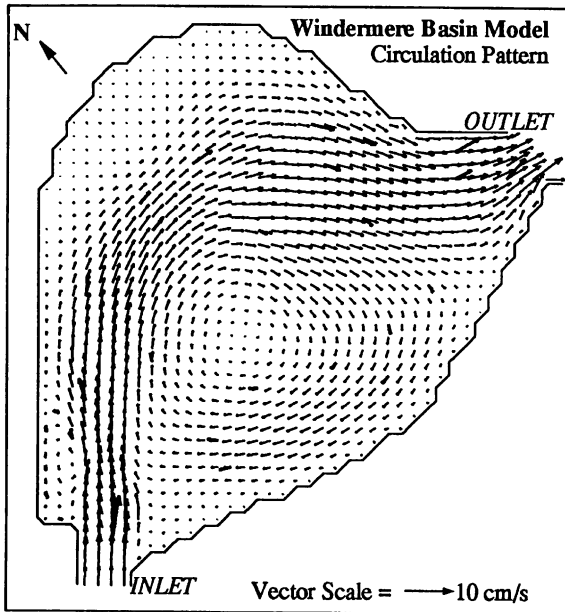 Windermere Basin Model
Circulation Pattern
N
OUTLET
INLET
Vector Scale = 10 cm/s